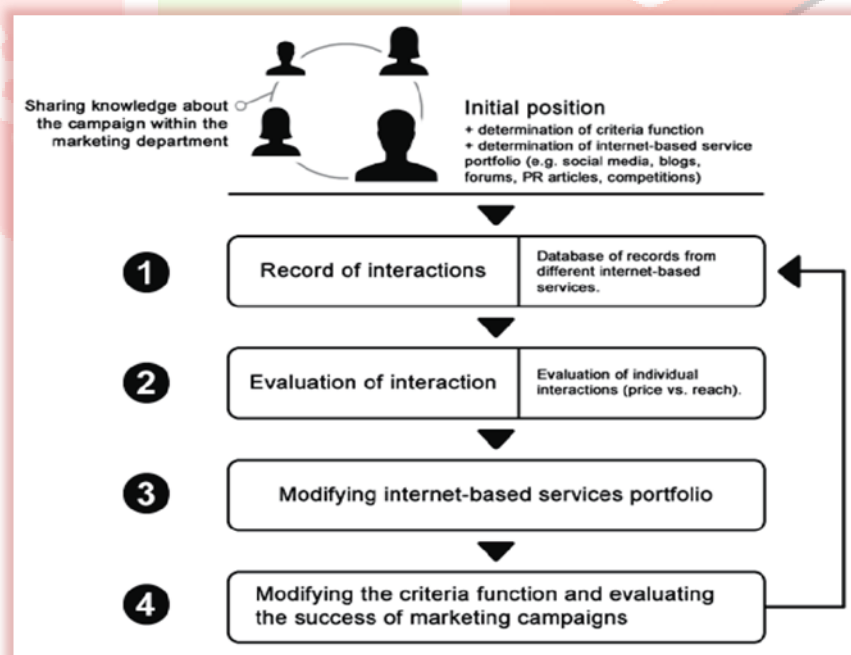 Sharing knowledge about
the campaign within the
marketing department
Initial position
+ determination of criteria function
+ determination of internet-based service
portfolio (e.g. social media, blogs,
forums, PR articles, competitions)
1
Record of interactions
Database of records from
different internet-based
services.
2
Evaluation of interaction
Evaluation of individual
interactions (price vs. reach).
3
Modifying internet-based services portfolio
4
Modifying the criteria function and evaluating
the success of marketing campaigns